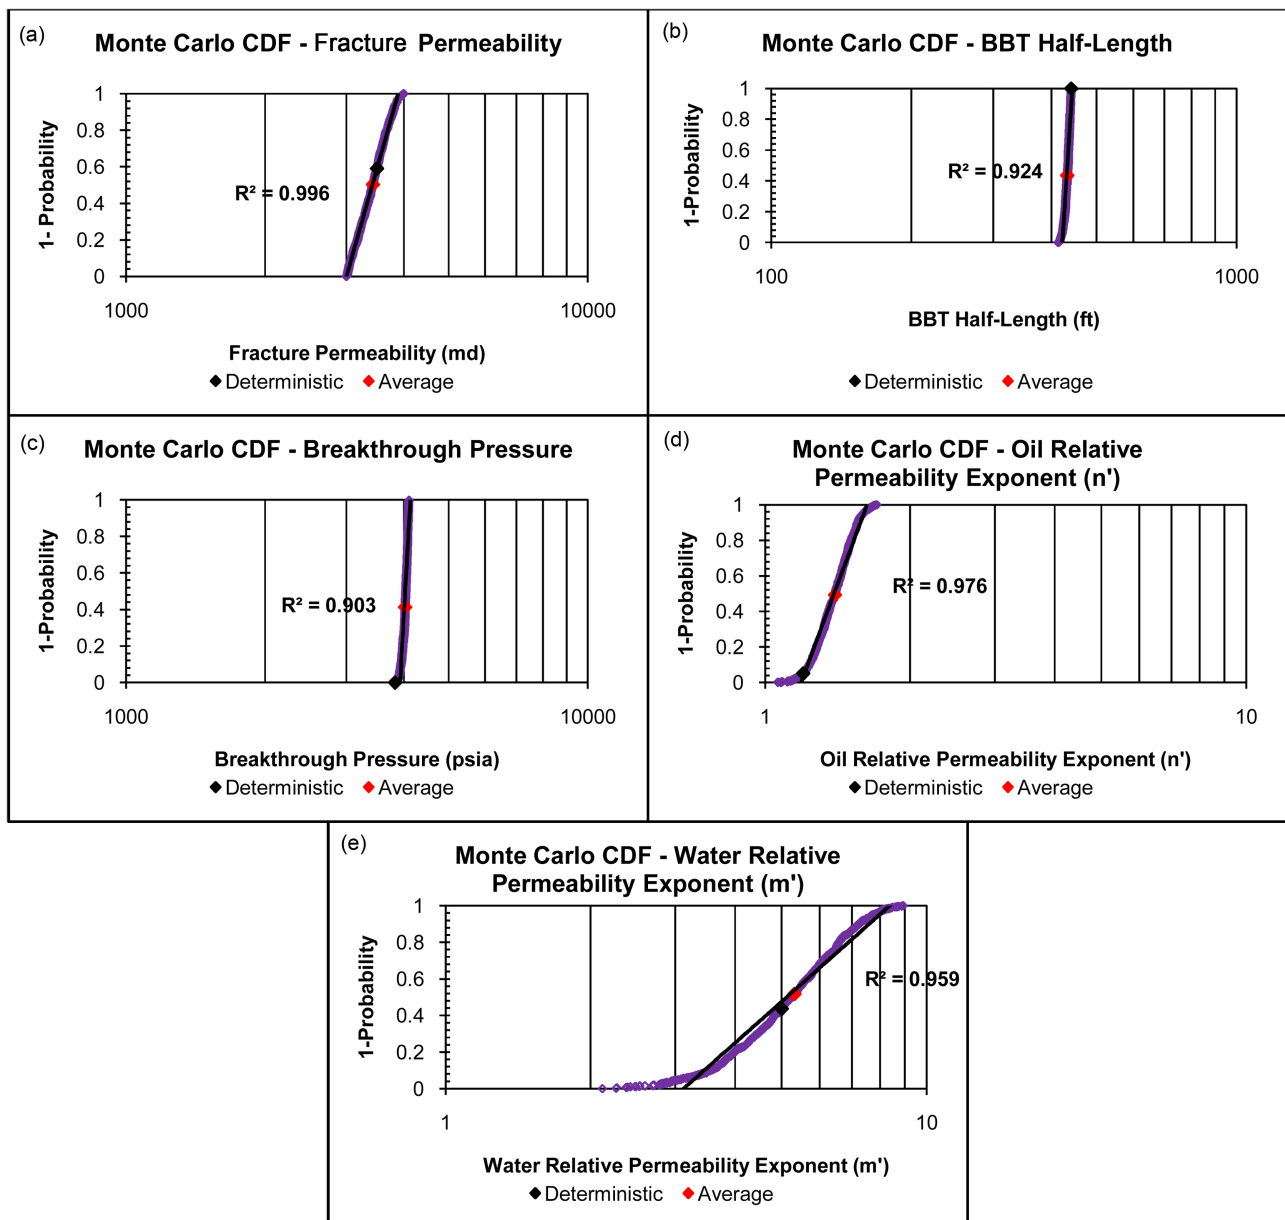 (a)
Monte Carlo CDF - Fracture Permeability
1
0.8
0.6
0.4
0.2
0
1- Probability
R² = 0.996
1000
10000
Fracture Permeability (md)
Deterministic
Average
(b)
Monte Carlo CDF - BBT Half-Length
1
0.8
0.6
0.4
0.2
0
1-Probability
R² = 0.924
100
1000
BBT Half-Length (ft)
Deterministic
Average
(c)
Monte Carlo CDF - Breakthrough Pressure
1
0.8
0.6
0.4
0.2
0
1-Probability
R² = 0.903
1000
10000
Breakthrough Pressure (psia)
Deterministic
Average
(d)
Monte Carlo CDF - Oil Relative
Permeability Exponent (n')
1
0.8
0.6
0.4
0.2
0
1-Probability
R² = 0.976
1
10
Oil Relative Permeability Exponent (n')
Deterministic
Average
(e)
Monte Carlo CDF - Water Relative
Permeability Exponent (m')
1
0.8
0.6
0.4
0.2
0
1-Probability
R² = 0.959
1
10
Water Relative Permeability Exponent (m')
Deterministic
Average